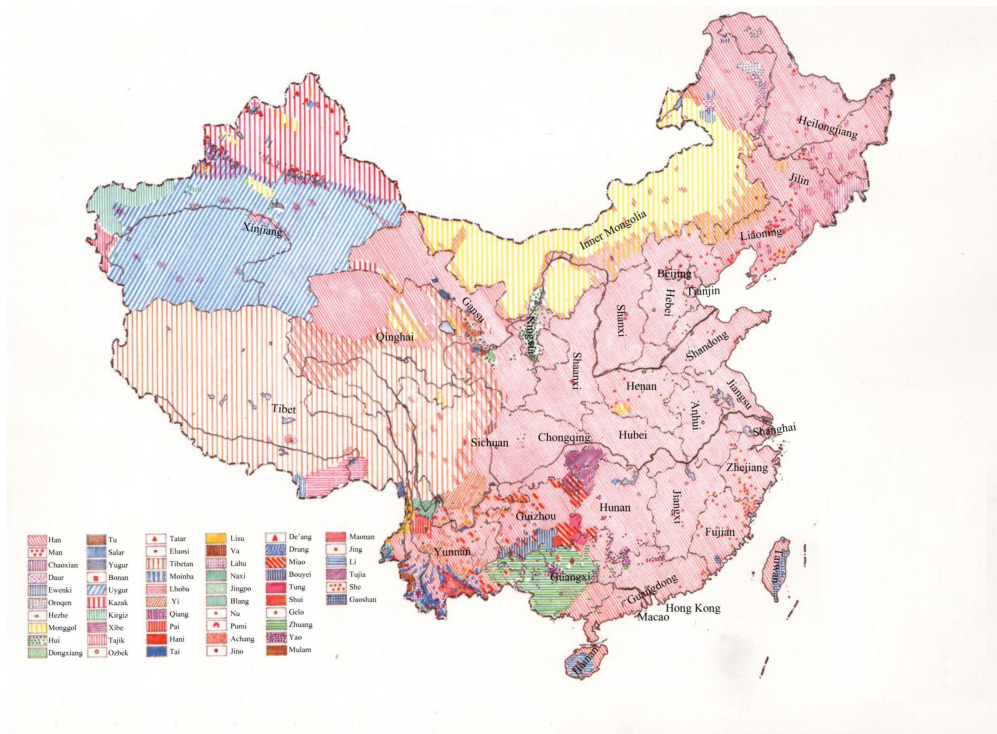 Heilongjiang
Jilin
Liaoning
Inner Mongolia
Xinjiang
Beijing
Tianjin
Hebei
Gansu
Ningxia
Shanxi
Qinghai
Shandong
Shaanxi
Henan
Jiangsu
Anhui
Tibet
Shanghai
Sichuan
Chongqing
Hubei
Zhejiang
Guizhou
Hunan
Jiangxi
Fujian
Yunnan
Taiwan
Guangxi
Guangdong
Hong Kong
Macao
Hainan
Han
Man
Chaoxian
Daur
Ewenki
Oroqen
Hezhe
Monggol
Hui
Dongxiang
Tu
Salar
Yugur
Bonan
Uygur
Kazak
Kirgiz
Xibe
Tajik
Ozbek
Tatar
Eluosi
Tibetan
Moinba
Lhoba
Yi
Qiang
Pai
Hani
Tai
Lisu
Va
Lahu
Naxi
Jingpo
Blang
Nu
Pumi
Achang
Jino
De'ang
Drung
Miao
Bouyei
Tung
Shui
Gelo
Zhuang
Yao
Mulam
Maonan
Jing
Li
Tujia
She
Gaoshan